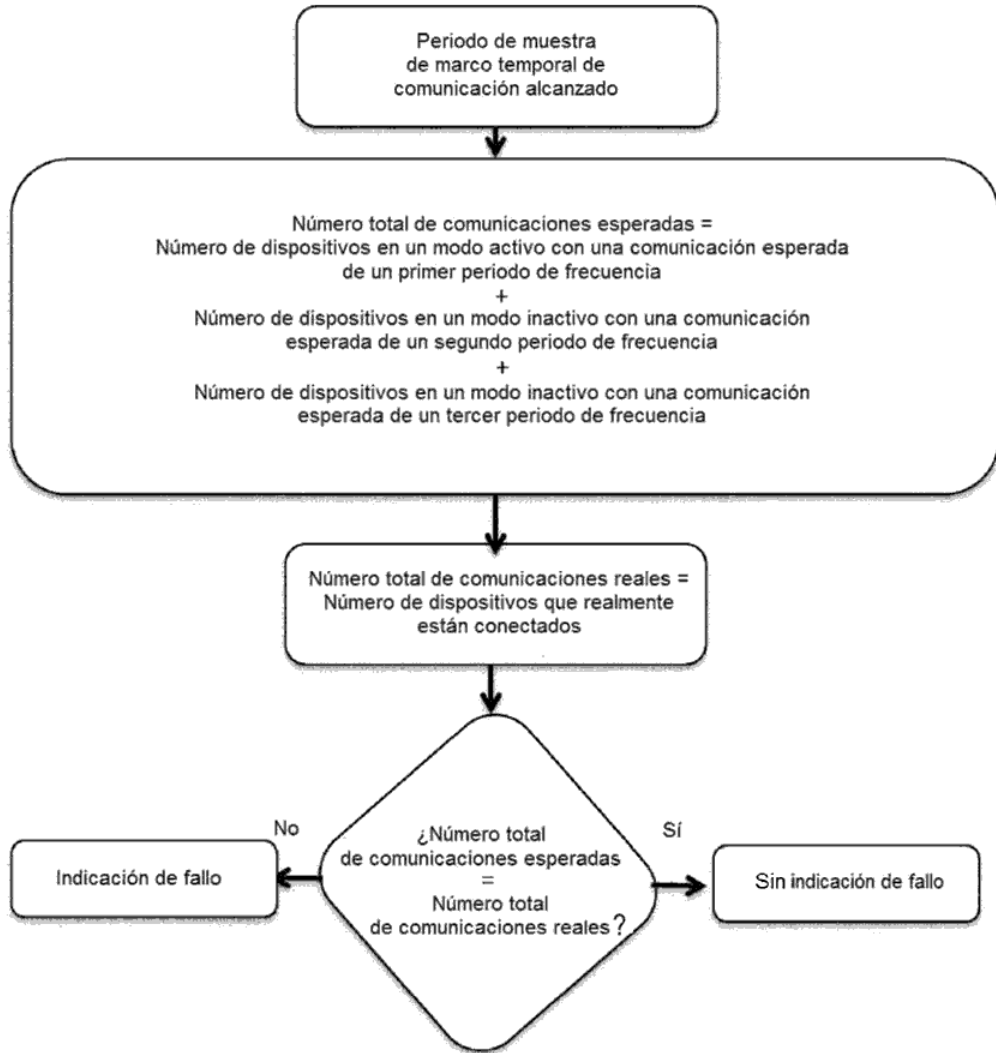 Periodo de muestra
de marco temporal de
comunicación alcanzado
Número total de comunicaciones esperadas =
Número de dispositivos en un modo activo con una comunicación esperada
de un primer periodo de frecuencia
+
Número de dispositivos en un modo inactivo con una comunicación
esperada de un segundo periodo de frecuencia
+
Número de dispositivos en un modo inactivo con una comunicación
esperada de un tercer periodo de frecuencia
Número total de comunicaciones reales =
Número de dispositivos que realmente
están conectados
¿Número total
de comunicaciones esperadas
=
Número total
de comunicaciones reales?
No
Indicación de fallo
Sí
Sin indicación de fallo